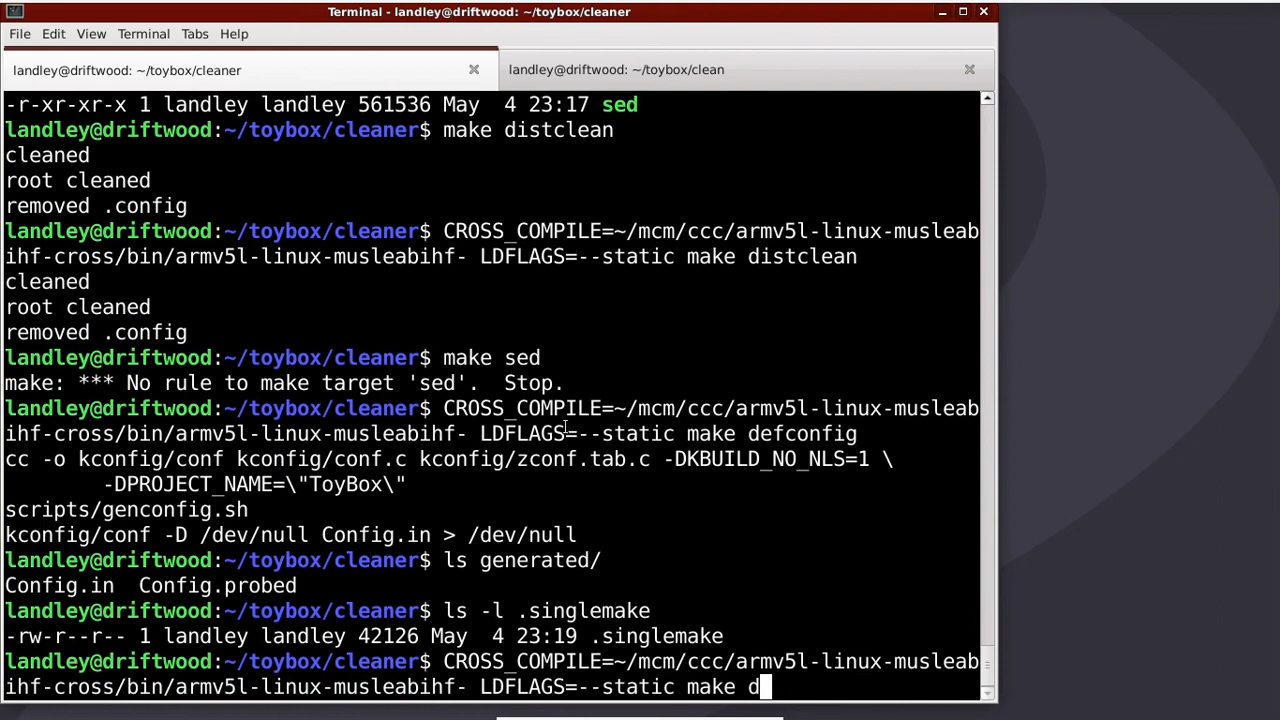 Terminal - landley@driftwood: ~/toybox/cleaner
File Edit View Terminal Tabs Help
landley@driftwood: ~/toybox/cleaner
landley@driftwood: ~/toybox/clean
-r-xr-xr-x 1 landley landley 561536 May  4 23:17 sed
landley@driftwood:~/toybox/cleaner$ make distclean
cleaned
root cleaned
removed .config
landley@driftwood:~/toybox/cleaner$ CROSS_COMPILE=~/mcm/ccc/armv5l-linux-musleab
ihf-cross/bin/armv5l-linux-musleabihf- LDFLAGS=--static make distclean
cleaned
root cleaned
removed .config
landley@driftwood:~/toybox/cleaner$ make sed
make: *** No rule to make target 'sed'.  Stop.
landley@driftwood:~/toybox/cleaner$ CROSS_COMPILE=~/mcm/ccc/armv5l-linux-musleab
ihf-cross/bin/armv5l-linux-musleabihf- LDFLAGS=--static make defconfig
cc -o kconfig/conf kconfig/conf.c kconfig/zconf.tab.c -DKBUILD_NO_NLS=1 \
        -DPROJECT_NAME=\"ToyBox\"
scripts/genconfig.sh
kconfig/conf -D /dev/null Config.in > /dev/null
landley@driftwood:~/toybox/cleaner$ ls generated/
Config.in  Config.probed
landley@driftwood:~/toybox/cleaner$ ls -l .singlemake
-rw-r--r-- 1 landley landley 42126 May  4 23:19 .singlemake
landley@driftwood:~/toybox/cleaner$ CROSS_COMPILE=~/mcm/ccc/armv5l-linux-musleab
ihf-cross/bin/armv5l-linux-musleabihf- LDFLAGS=--static make d